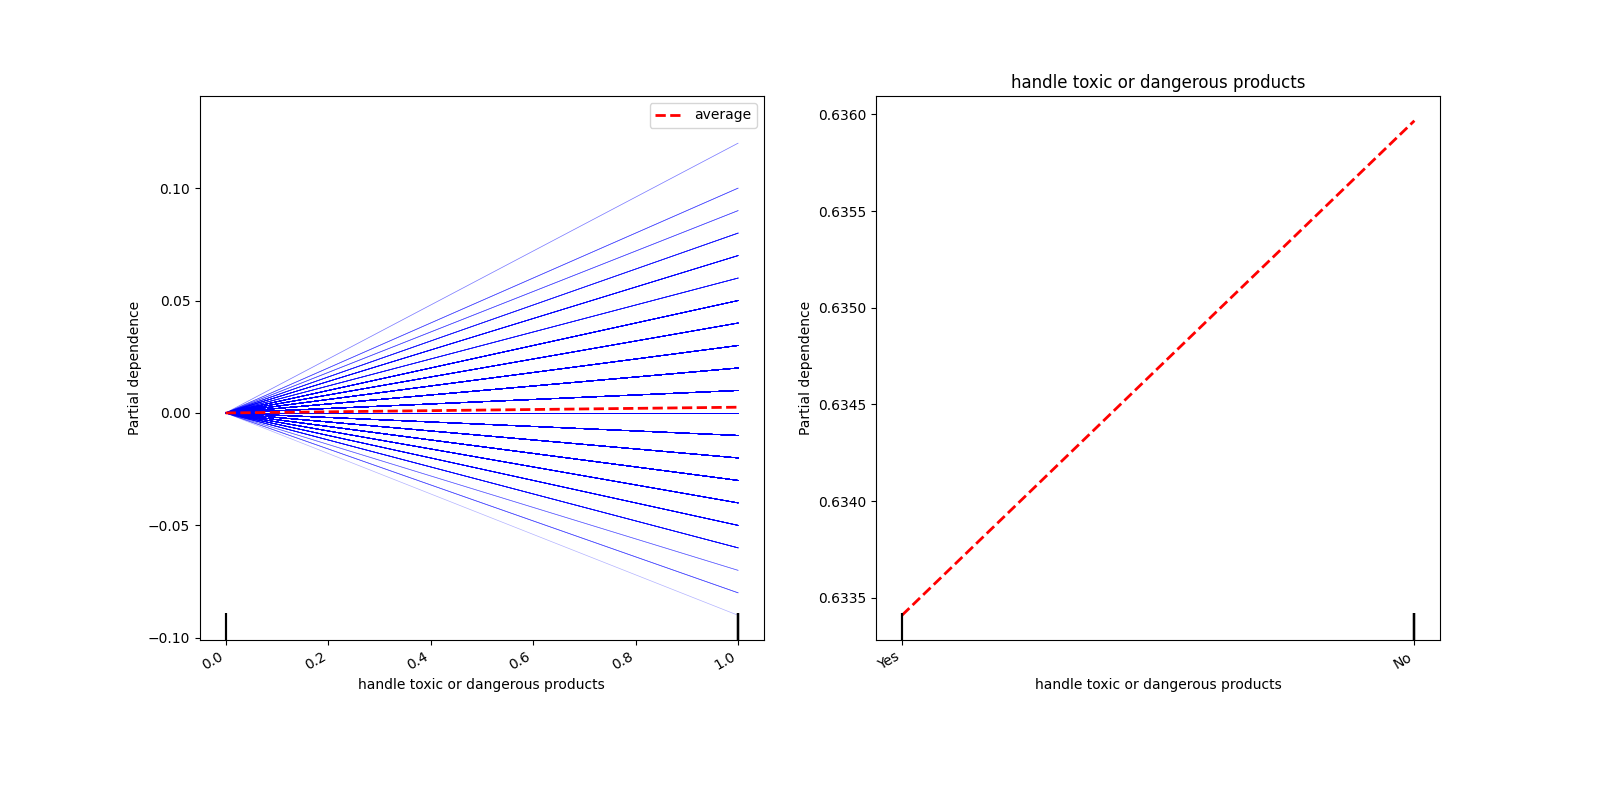 average
0.10
0.05
0.00
−0.05
−0.10
Partial dependence
0.0
0.2
0.4
0.6
0.8
1.0
handle toxic or dangerous products
handle toxic or dangerous products
0.6360
0.6355
0.6350
0.6345
0.6340
0.6335
Partial dependence
Yes
No
handle toxic or dangerous products